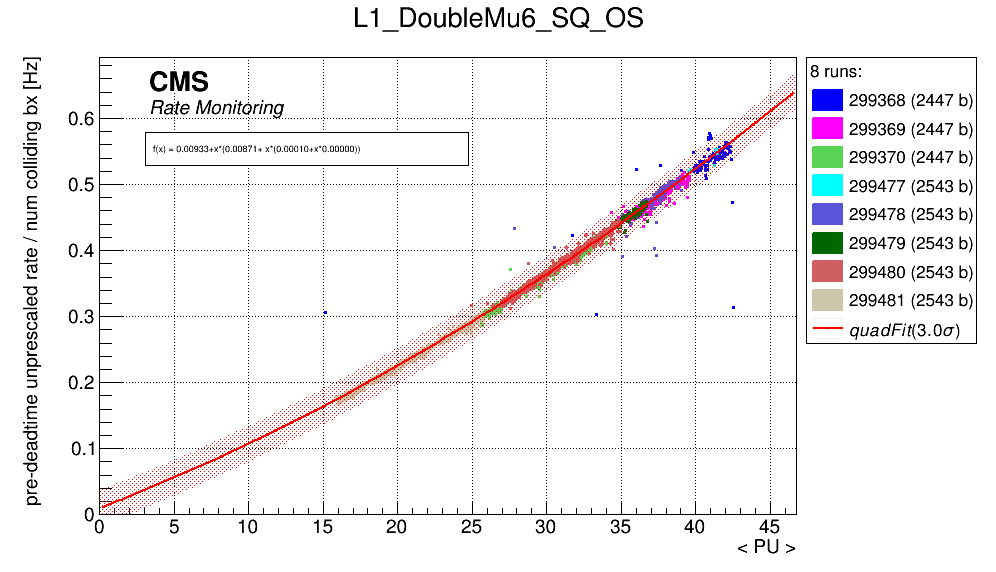 L1_DoubleMu6_SQ_OS
pre-deadtime unprescaled rate / num colliding bx [Hz]
CMS
Rate Monitoring
f(x) = 0.00933+x*(0.00871+ x*(0.00010+x*0.00000))
0.6
0.5
0.4
0.3
0.2
0.1
0
0 5 10 15 20 25 30 35 40 45
< PU >
8 runs:
299368 (2447 b)
299369 (2447 b)
299370 (2447 b)
299477 (2543 b)
299478 (2543 b)
299479 (2543 b)
299480 (2543 b)
299481 (2543 b)
quadFit(3.0σ)